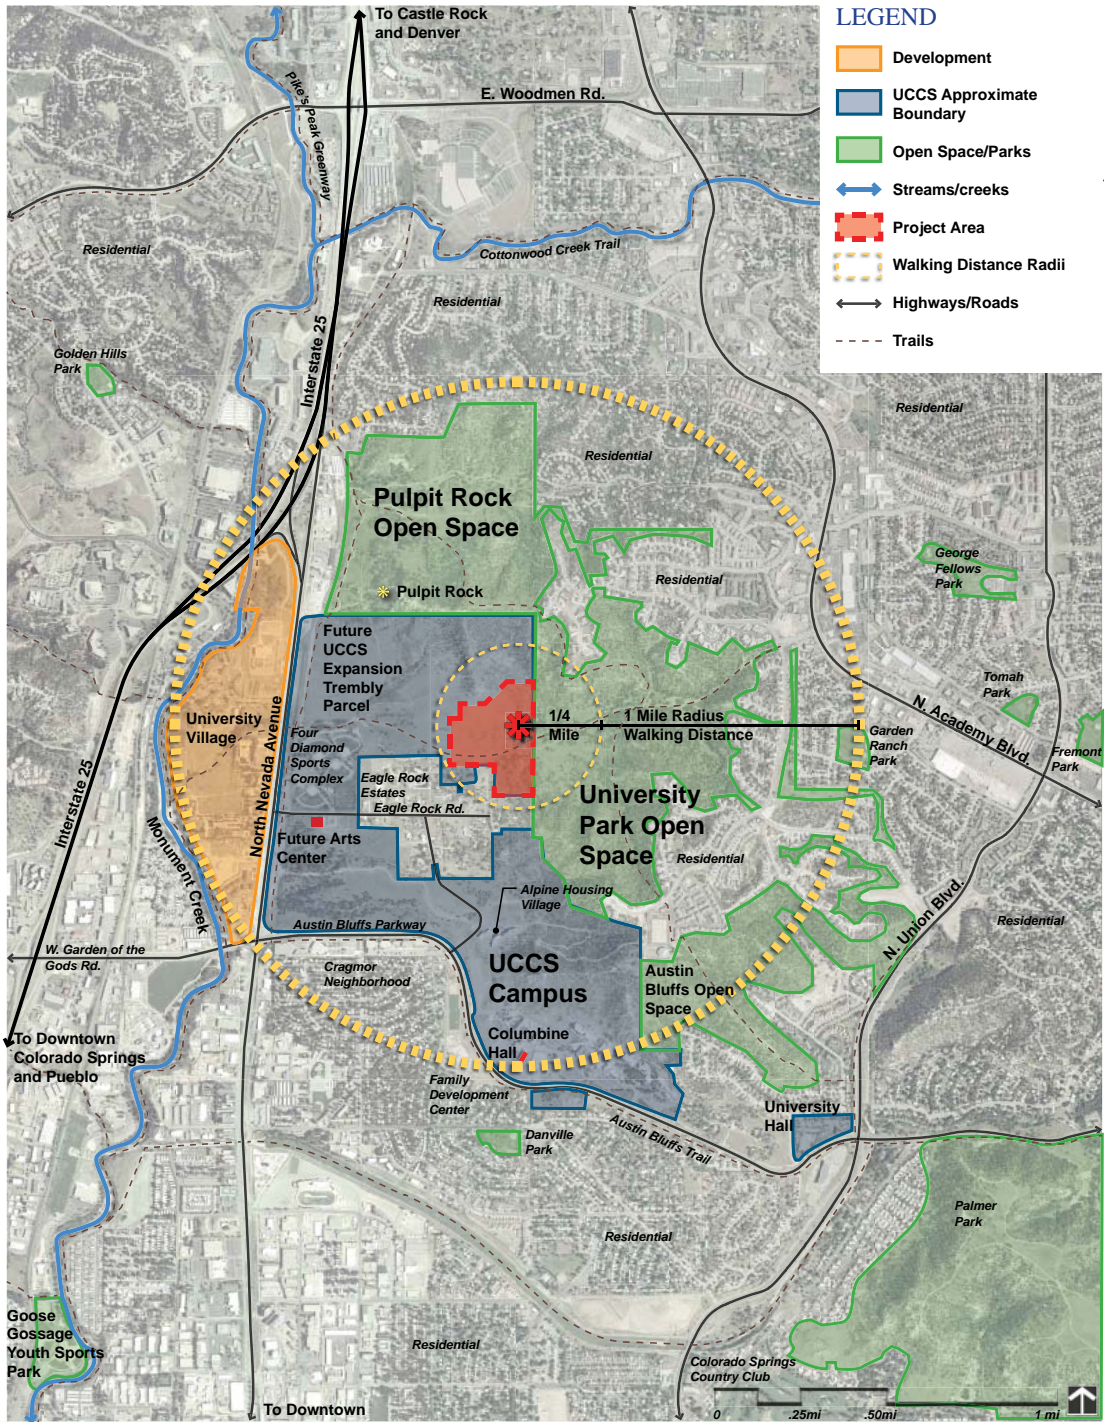 To Castle Rock
and Denver
LEGEND
Development
UCCS Approximate
Boundary
Open Space/Parks
Streams/creeks
Project Area
Walking Distance Radii
Highways/Roads
Trails
E. Woodmen Rd.
Pike's Peak Greenway
Residential
Cottonwood Creek Trail
Residential
Interstate 25
Golden Hills
Park
Residential
Residential
Pulpit Rock
Open Space
George
Fellows
Park
Residential
Pulpit Rock
Future
UCCS
Expansion
Trembly
Parcel
Tomah
Park
University
Village
North Nevada Avenue
1/4
Mile
1 Mile Radius
Walking Distance
N. Academy Blvd.
Four
Diamond
Sports
Complex
Garden
Ranch
Park
Fremont
Park
Eagle Rock
Estates
Eagle Rock Rd.
Interstate 25
University
Park Open
Space
Future Arts
Center
Monument Creek
Residential
Alpine Housing
Village
N. Union Blvd.
Residential
Austin Bluffs Parkway
W. Garden of the
Gods Rd.
Cragmor
Neighborhood
UCCS
Campus
Austin
Bluffs Open
Space
To Downtown
Colorado Springs
and Pueblo
Columbine
Hall
Family
Development
Center
University
Hall
Austin Bluffs Trail
Danville
Park
Palmer
Park
Residential
Goose
Gossage
Youth Sports
Park
Residential
Colorado Springs
Country Club
To Downtown
0 .25mi .50mi 1 mi